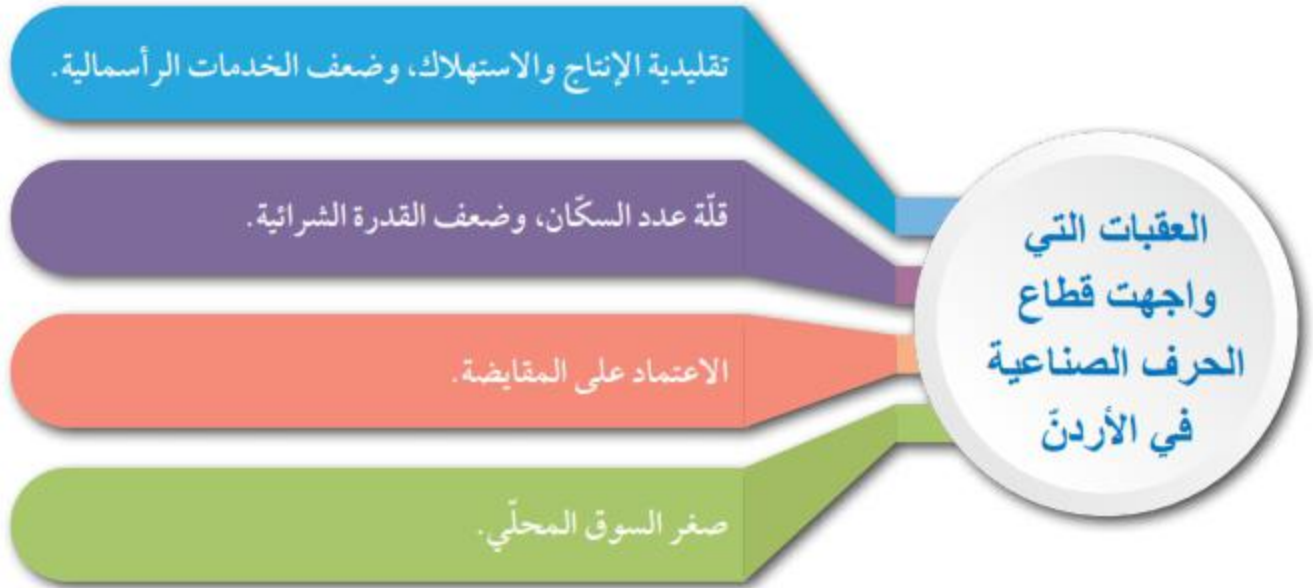 العقبات التي
واجهت قطاع
الحرف الصناعية
في الأردنّ
تقليدية الإنتاج والاستهلاك، وضعف الخدمات الرأسمالية.
قلّة عدد السكّان، وضعف القدرة الشرائية.
الاعتماد على المقايضة.
صغر السوق المحلّي.